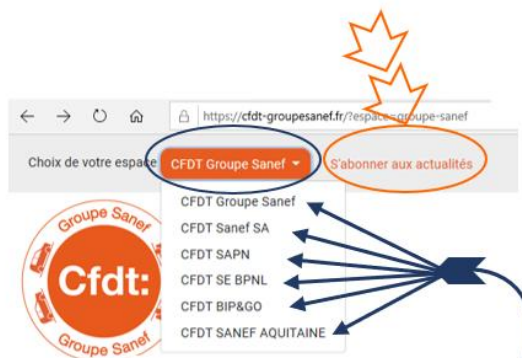 https://cfdt-groupesanef.fr/?espace=groupe-sanef
Choix de votre espace CFDT Groupe Sanef S'abonner aux actualités
CFDT Groupe Sanef
CFDT Sanef SA
CFDT SAPN
CFDT SE BPNL
CFDT BIP&GO
CFDT SANEF AQUITAINE
Groupe Sanef
Cfdt:
Groupe Sanef